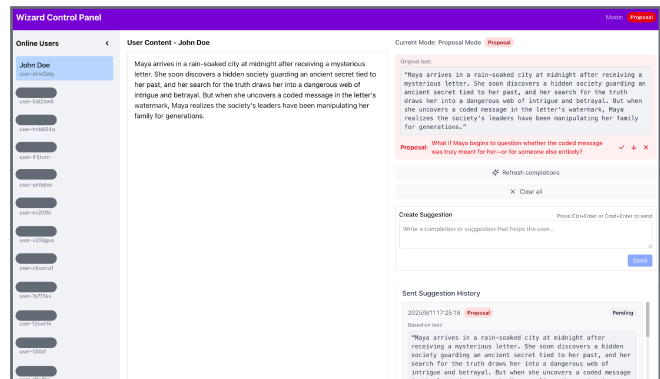 Wizard Control Panel
Mode: Proposal
Online Users
John Doe
User Content - John Doe
Maya arrives in a rain-soaked city at midnight after receiving a mysterious
letter. She soon discovers a hidden society guarding an ancient secret tied to
her past, and her search for the truth draws her into a dangerous web of
intrigue and betrayal. But when she uncovers a coded message in the letter's
watermark, Maya realizes the society's leaders have been manipulating her
family for generations.
Current Mode: Proposal Mode Proposal
Original text:
"Maya arrives in a rain-soaked city at midnight after receiving a
mysterious letter. She soon discovers a hidden society guarding an
ancient secret tied to her past, and her search for the truth
draws her into a dangerous web of intrigue and betrayal. But when
she uncovers a coded message in the letter's watermark, Maya
realizes the society's leaders have been manipulating her family
for generations."
Proposal: What if Maya begins to question whether the coded message
was truly meant for her—or for someone else entirely?
Refresh completions
Clear all
Create Suggestion
Press Ctrl+Enter or Cmd+Enter to send
Write a completion or suggestion that helps the user...
Send
Sent Suggestion History
2025/9/11 17:25:18 Proposal Pending
Based on text:
"Maya arrives in a rain-soaked city at midnight after
receiving a mysterious letter. She soon discovers a hidden
society guarding an ancient secret tied to her past, and her
search for the truth draws her into a dangerous web of
intrigue and betrayal. But when she uncovers a coded message